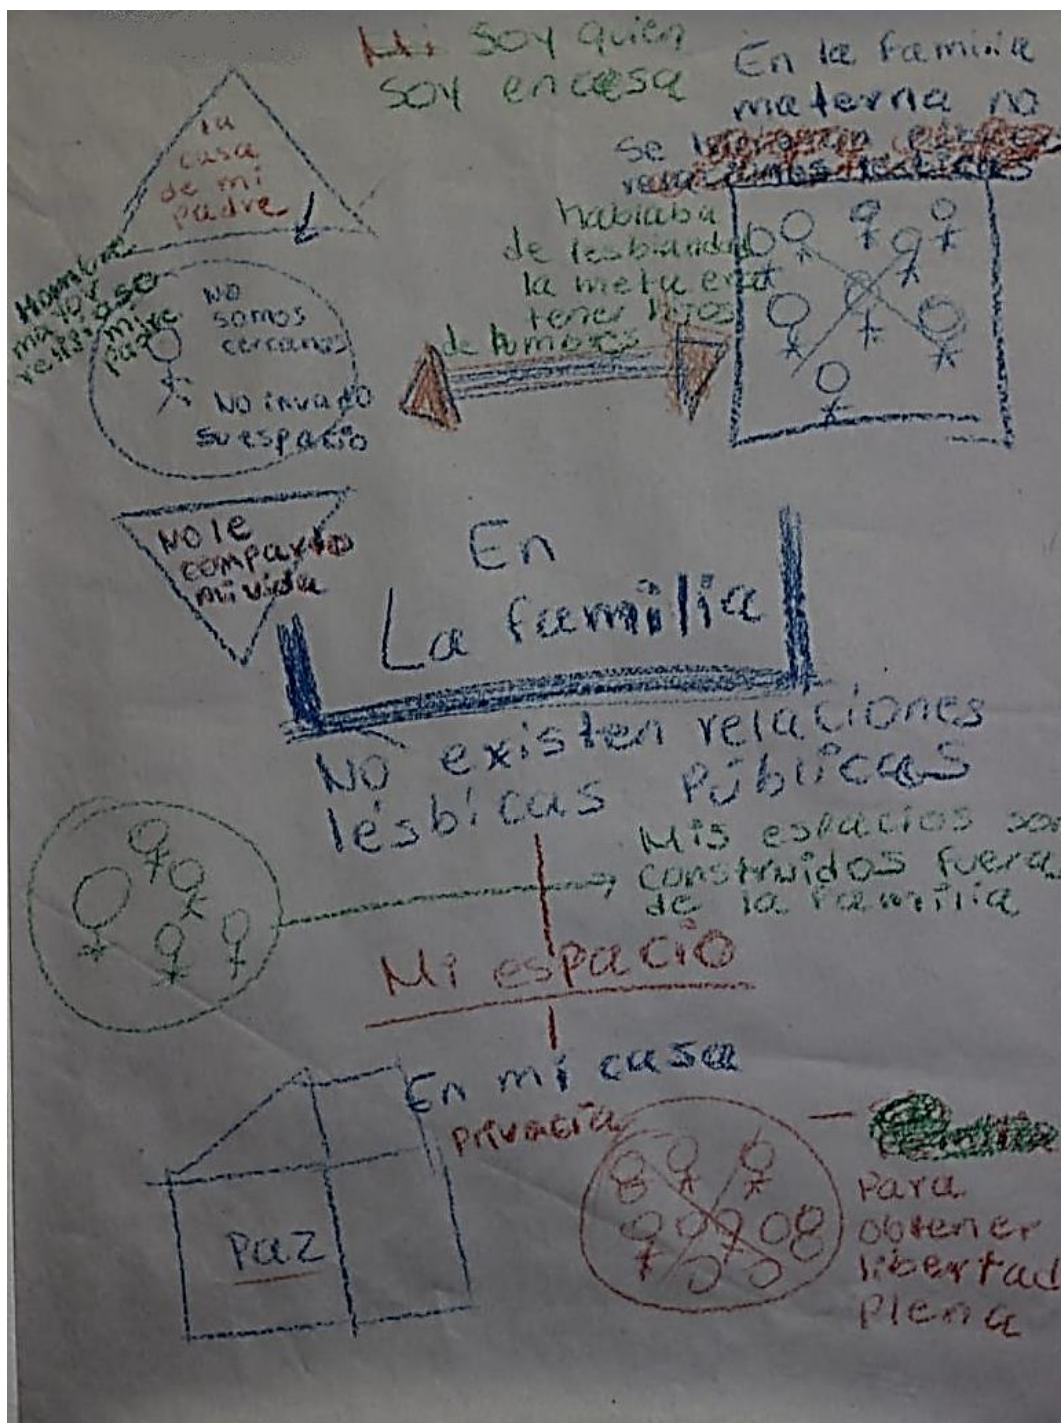 Mi soy quien
soy en casa
En la familia
materna no
se
hablaba
de lesbiandad
la meta era
tener hijos
de hombres
la
casa
de mi
padre
Hombre
mayor
religioso
mi
padre
No
somos
cercanos
No invado
su espacio
No le
comparto
mi vida
En
La familia
No existen relaciones
lésbicas Públicas
Mis espacios son
construidos fuera
de la familia
Mi espacio
En mi casa
privacía
Paz
Para
obtener
libertad
plena